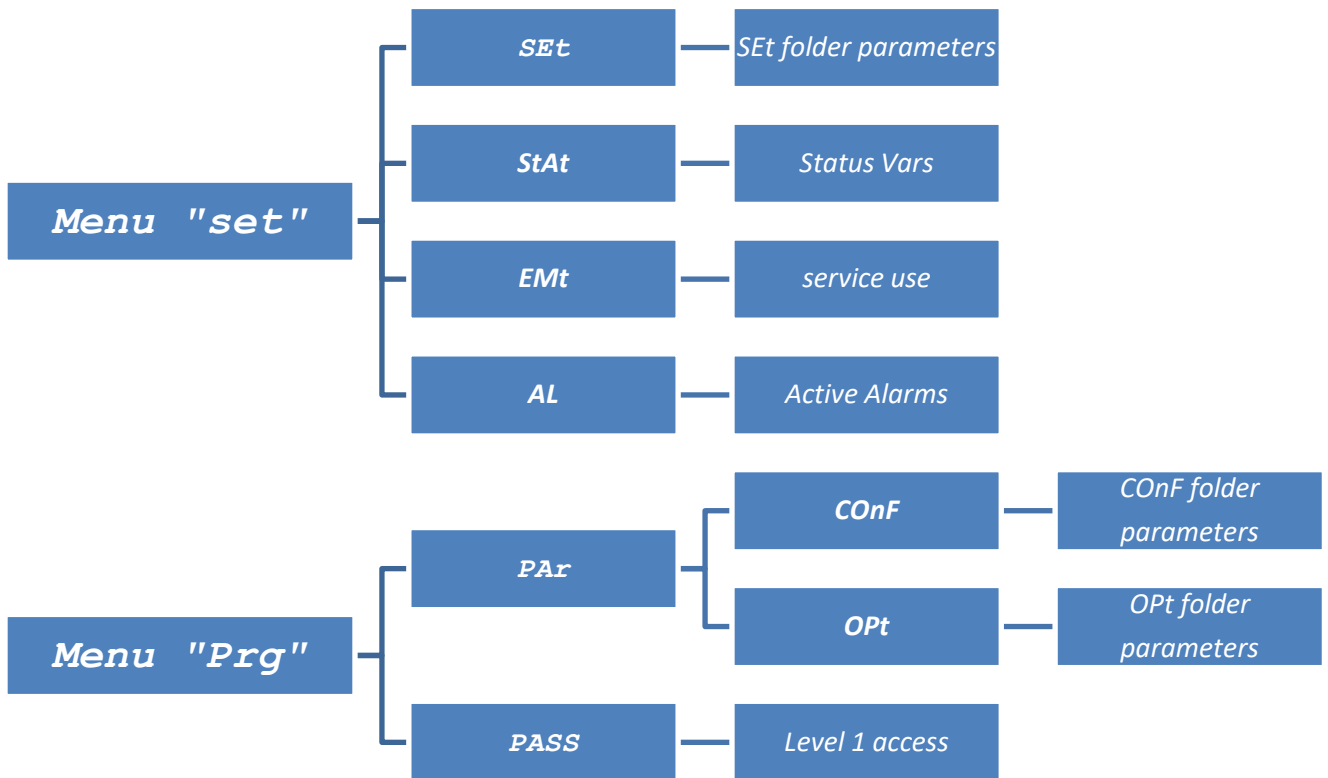 Menu "set"
SEt
SEt folder parameters
StAt
Status Vars
EMt
service use
AL
Active Alarms
Menu "Prg"
PAr
COnF
COnF folder
parameters
OPt
OPt folder
parameters
PASS
Level 1 access